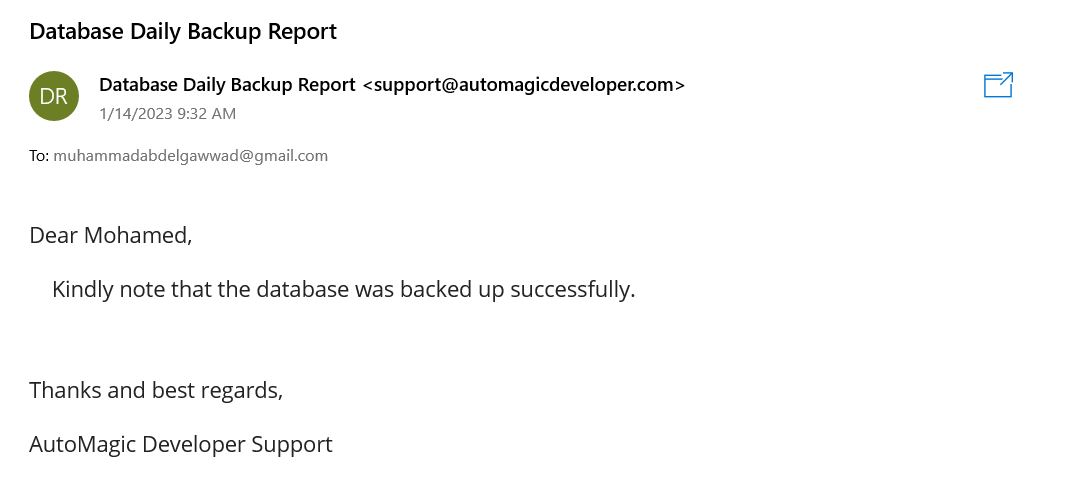 Database Daily Backup Report
DR
Database Daily Backup Report <support@automagicdeveloper.com>
1/14/2023 9:32 AM
To: muhammadabdelgawwad@gmail.com
Dear Mohamed,
Kindly note that the database was backed up successfully.
Thanks and best regards,
AutoMagic Developer Support